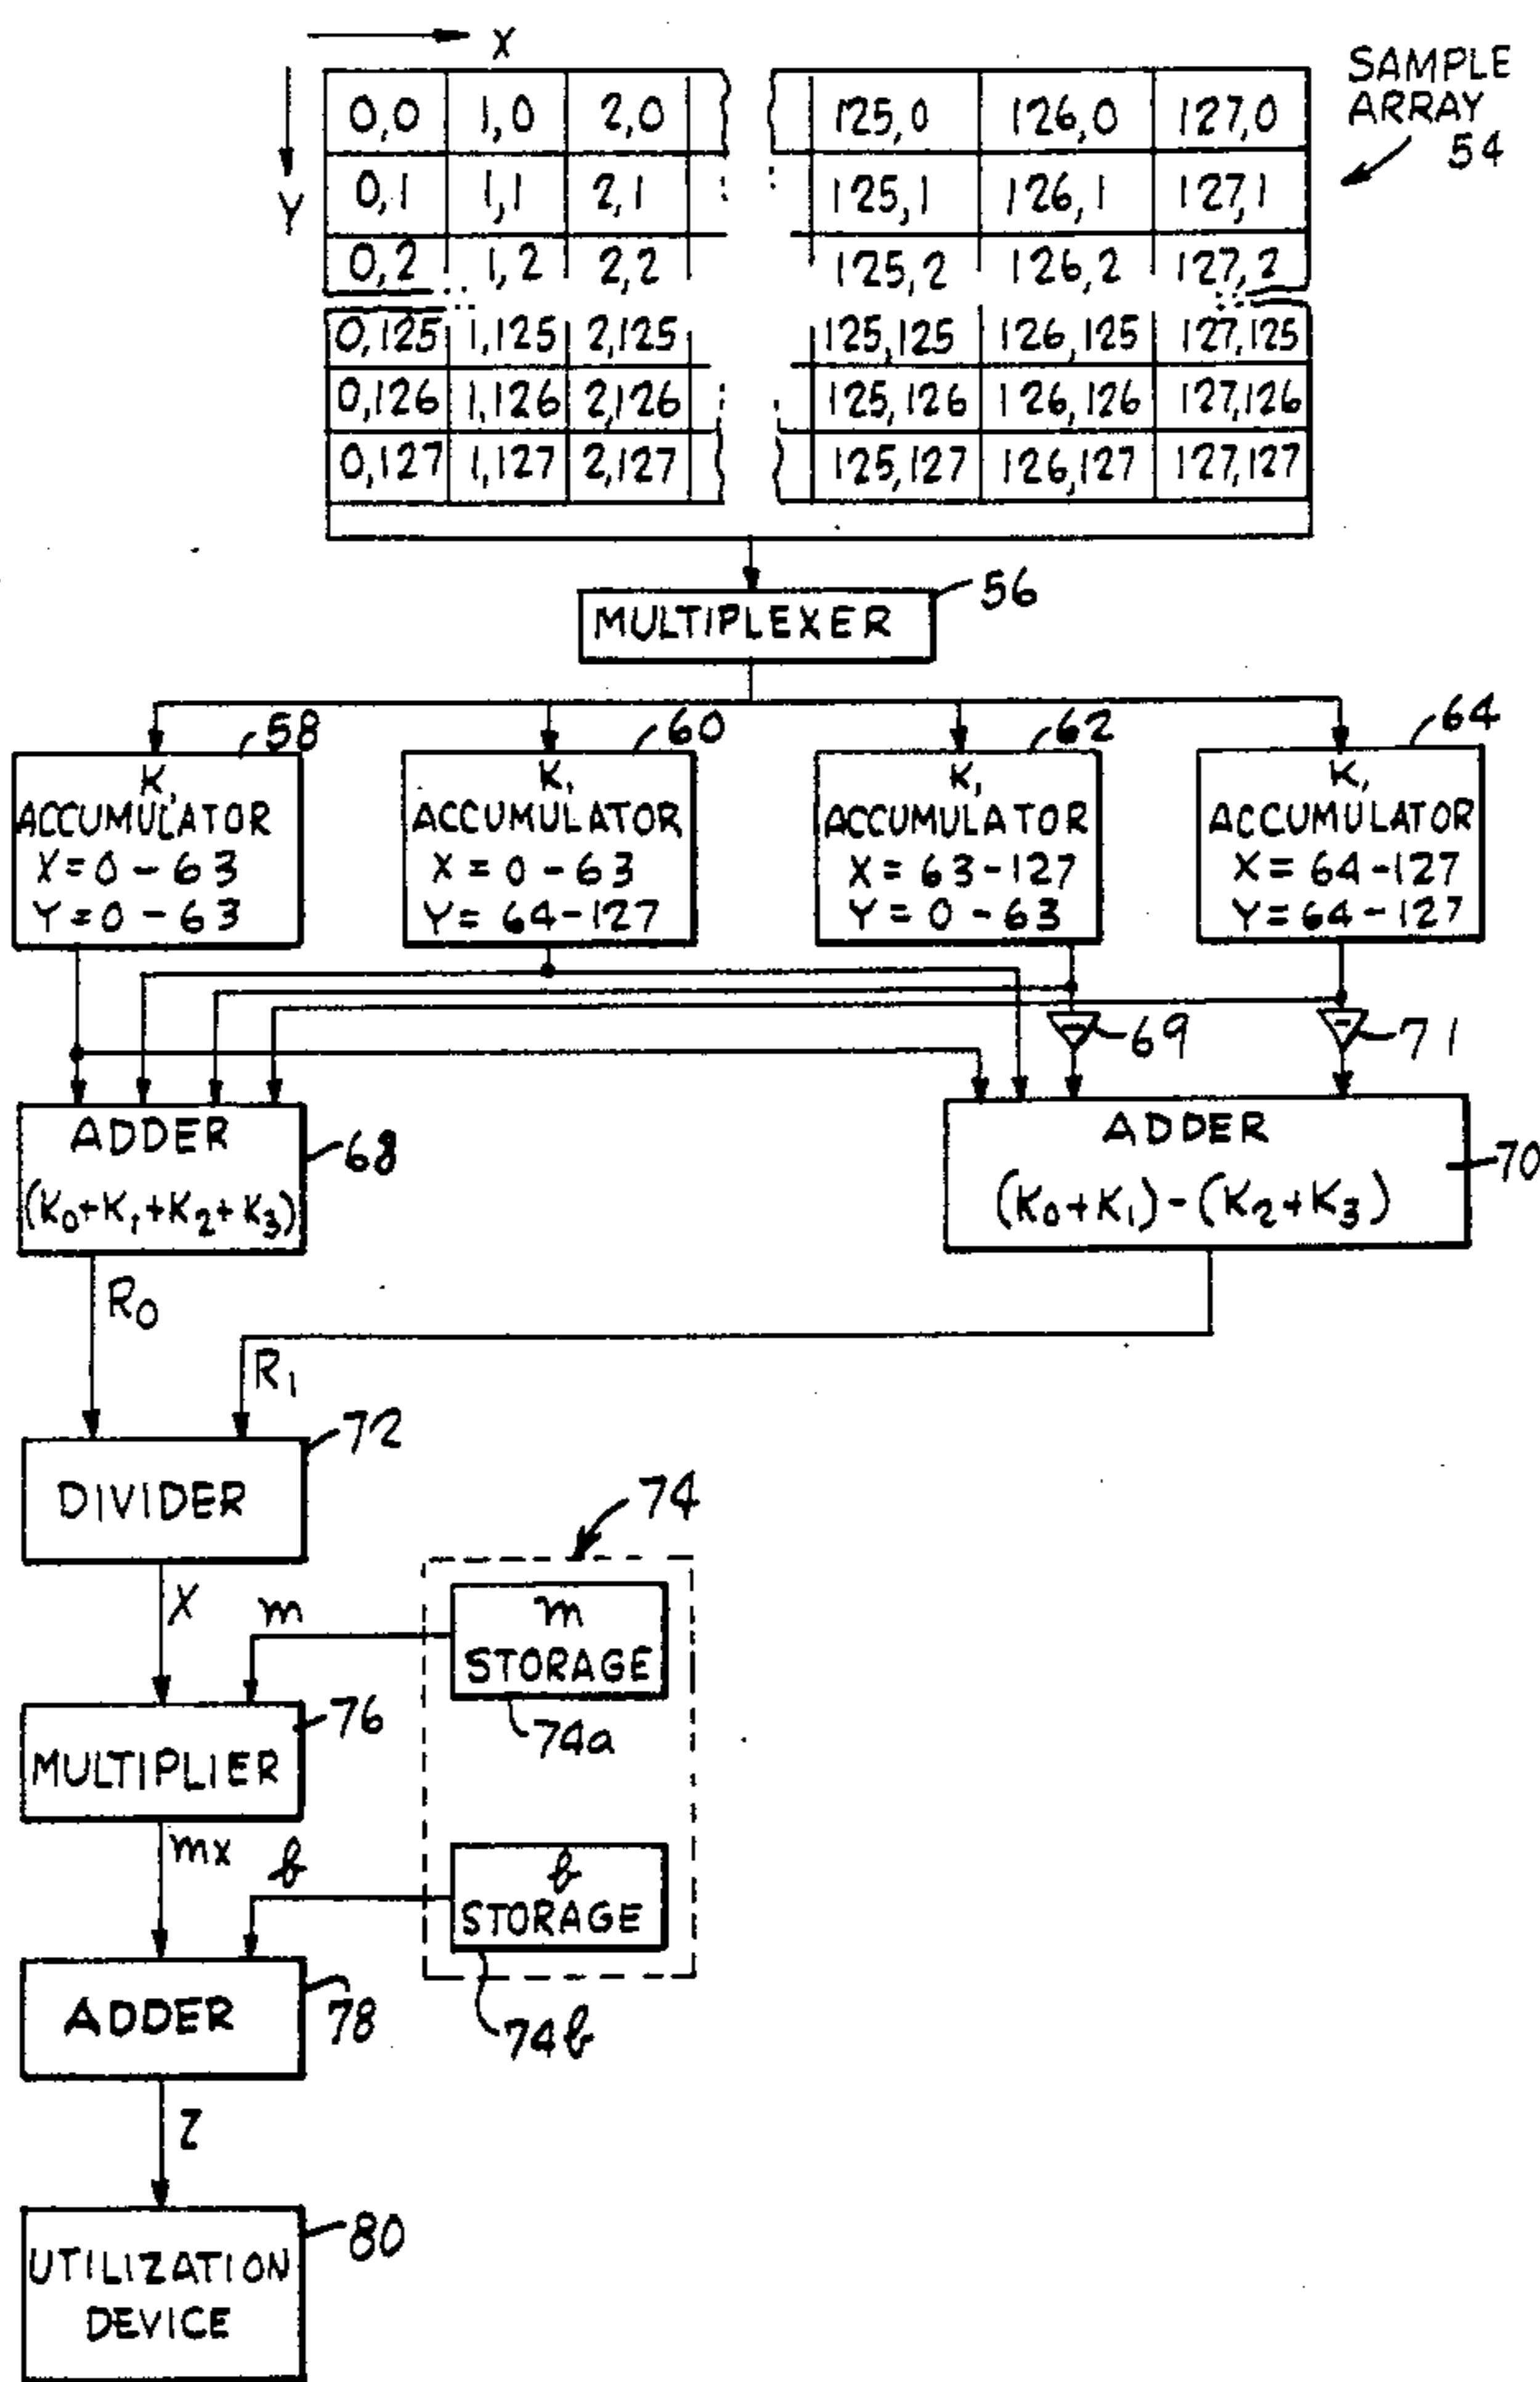 X
SAMPLE
ARRAY
54
Y
0,0 1,0 2,0 125,0 126,0 127,0
0,1 1,1 2,1 125,1 126,1 127,1
0,2 1,2 2,2 125,2 126,2 127,2
0,125 1,125 2,125 125,125 126,125 127,125
0,126 1,126 2,126 125,126 126,126 127,126
0,127 1,127 2,127 125,127 126,127 127,127
MULTIPLEXER
56
58
K,
ACCUMULATOR
X=0-63
Y=0-63
60
K,
ACCUMULATOR
X=0-63
Y=64-127
62
K,
ACCUMULATOR
X=63-127
Y=0-63
64
K,
ACCUMULATOR
X=64-127
Y=64-127
-
69
-
71
ADDER
(K0+K1+K2+K3)
68
ADDER
(K0+K1)-(K2+K3)
70
R0
R1
DIVIDER
72
X
m
74
m
STORAGE
74a
MULTIPLIER
76
mx
b
b
STORAGE
74b
ADDER
78
Z
UTILIZATION
DEVICE
80